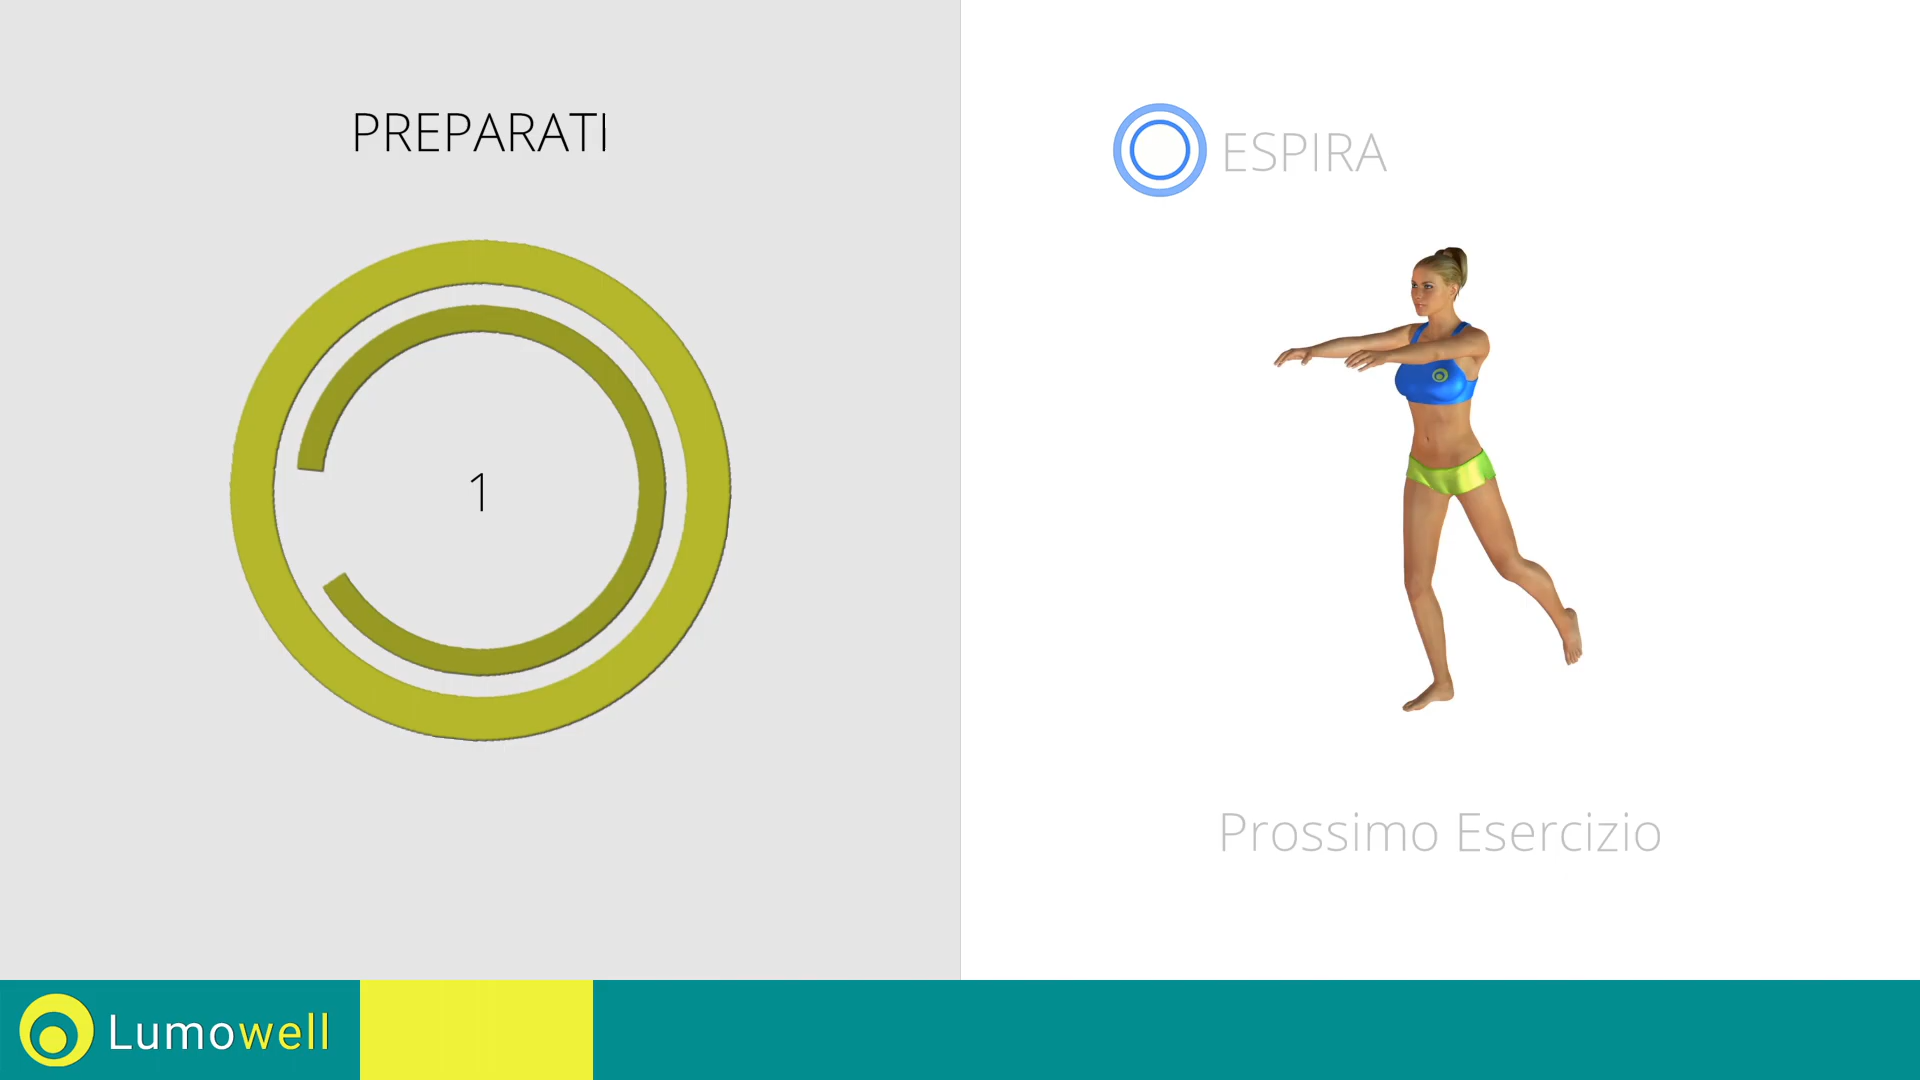 PREPARATI
1
ESPIRA
Prossimo Esercizio
Lumowell